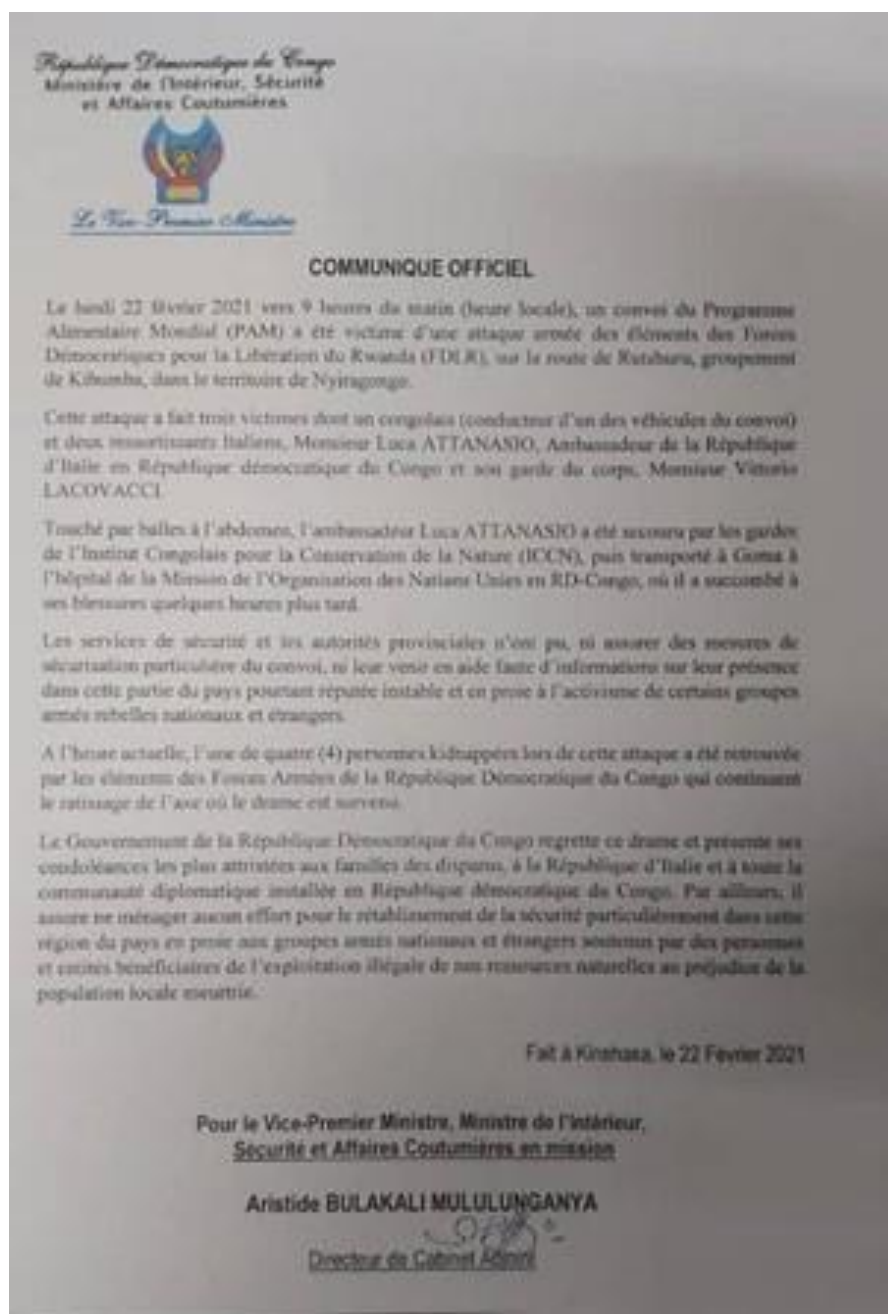 République Démocratique du Congo
Ministère de l'Intérieur, Sécurité
et Affaires Coutumières
Le Vice-Premier Ministre
COMMUNIQUE OFFICIEL
Le lundi 22 février 2021 vers 9 heures du matin (heure locale), un convoi du Programme
Alimentaire Mondial (PAM) a été victime d'une attaque armée des éléments des Forces
Démocratiques pour la Libération du Rwanda (FDLR), sur la route de Rutshuru, groupement
de Kibumba, dans le territoire de Nyiragongo.
Cette attaque a fait trois victimes dont un congolais (conducteur d'un des véhicules du convoi)
et deux ressortissants Italiens, Monsieur Luca ATTANASIO, Ambassadeur de la République
d'Italie en République démocratique du Congo et son garde du corps, Monsieur Vittorio
LACOVACCI.
Touché par balles à l'abdomen, l'ambassadeur Luca ATTANASIO a été secouru par les gardes
de l'Institut Congolais pour la Conservation de la Nature (ICCN), puis transporté à Goma à
l'hôpital de la Mission de l'Organisation des Nations Unies en RD-Congo, où il a succombé à
ses blessures quelques heures plus tard.
Les services de sécurité et les autorités provinciales n'ont pu, ni assurer des mesures de
sécurisation particulière du convoi, ni leur venir en aide faute d'informations sur leur présence
dans cette partie du pays pourtant réputée instable et en proie à l'activisme de certains groupes
armés rebelles nationaux et étrangers.
A l'heure actuelle, l'une de quatre (4) personnes kidnappées lors de cette attaque a été retrouvée
par les éléments des Forces Armées de la République Démocratique du Congo qui continuent
le ratissage de l'axe où le drame est survenu.
Le Gouvernement de la République Démocratique du Congo regrette ce drame et présente ses
condoléances les plus attristées aux familles des disparus, à la République d'Italie et à toute la
communauté diplomatique installée en République démocratique du Congo. Par ailleurs, il
assure ne ménager aucun effort pour le rétablissement de la sécurité particulièrement dans cette
région du pays en proie aux groupes armés nationaux et étrangers soutenus par des personnes
et entités bénéficiaires de l'exploitation illégale de nos ressources naturelles au préjudice de la
population locale meurtrie.
Fait à Kinshasa, le 22 Février 2021
Pour le Vice-Premier Ministre, Ministre de l'Intérieur,
Sécurité et Affaires Coutumières en mission
Aristide BULAKALI MULULUNGANYA
Directeur de Cabinet Adjoint